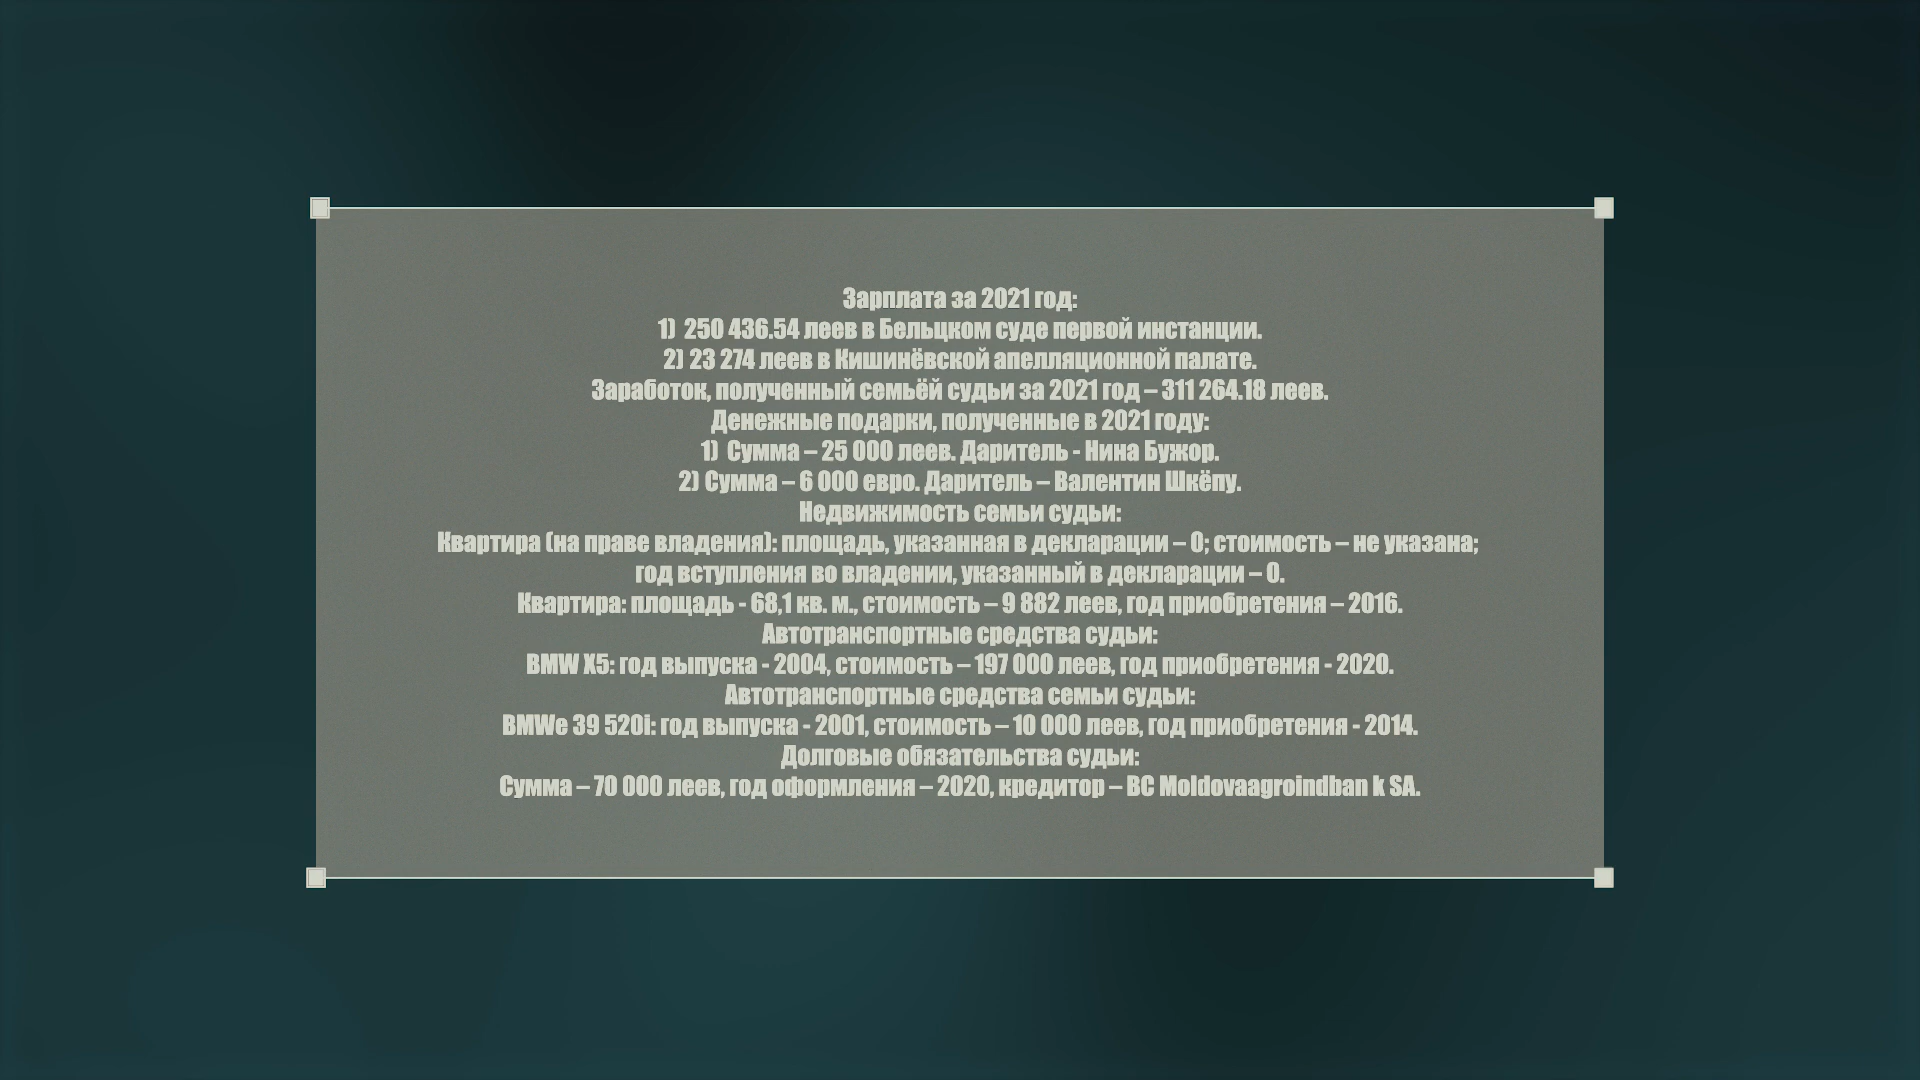 Зарплата за 2021 год:
1)  250 436.54 леев в Бельцком суде первой инстанции.
2) 23 274 леев в Кишинёвской апелляционной палате.
Заработок, полученный семьёй судьи за 2021 год – 311 264.18 леев.
Денежные подарки, полученные в 2021 году:
1)  Сумма – 25 000 леев. Даритель - Нина Бужор.
2) Сумма – 6 000 евро. Даритель – Валентин Шкёпу.
Недвижимость семьи судьи:
Квартира (на праве владения): площадь, указанная в декларации – 0; стоимость – не указана;
год вступления во владении, указанный в декларации – 0.
Квартира: площадь - 68,1 кв. м., стоимость – 9 882 леев, год приобретения – 2016.
Автотранспортные средства судьи:
BMW X5: год выпуска - 2004, стоимость – 197 000 леев, год приобретения - 2020.
Автотранспортные средства семьи судьи:
BMWe 39 520i: год выпуска - 2001, стоимость – 10 000 леев, год приобретения - 2014.
Долговые обязательства судьи:
Сумма – 70 000 леев, год оформления – 2020, кредитор – BC Moldovaagroindban k SA.